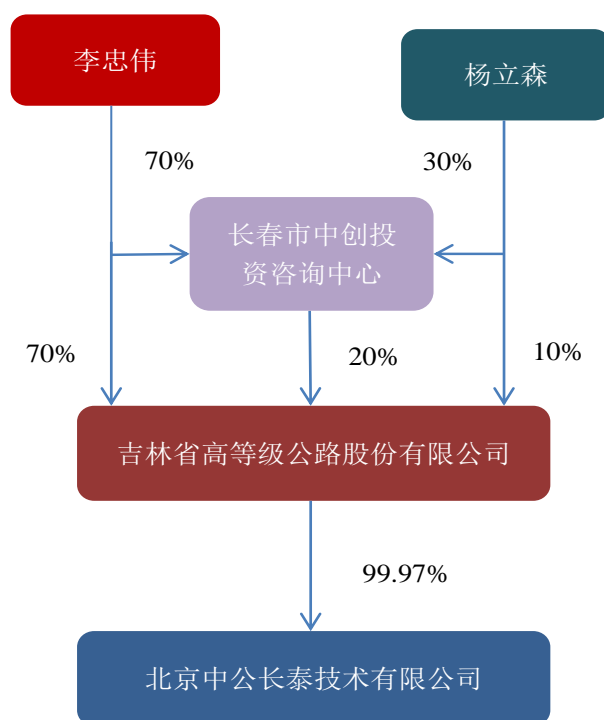 李忠伟
杨立森
70%
30%
长春市中创投
资咨询中心
70%
20%
10%
吉林省高等级公路股份有限公司
99.97%
北京中公长泰技术有限公司